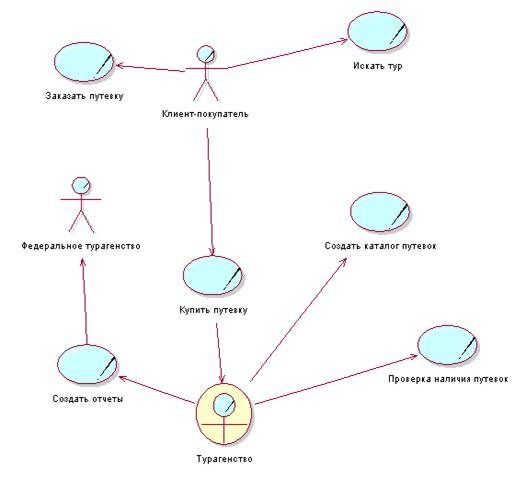 Искать тур
Заказать путевку
Клиент-покупатель
Федеральное турагенство
Создать каталог путевок
Купить путевку
Проверка наличия путевок
Создать отчеты
Турагенство